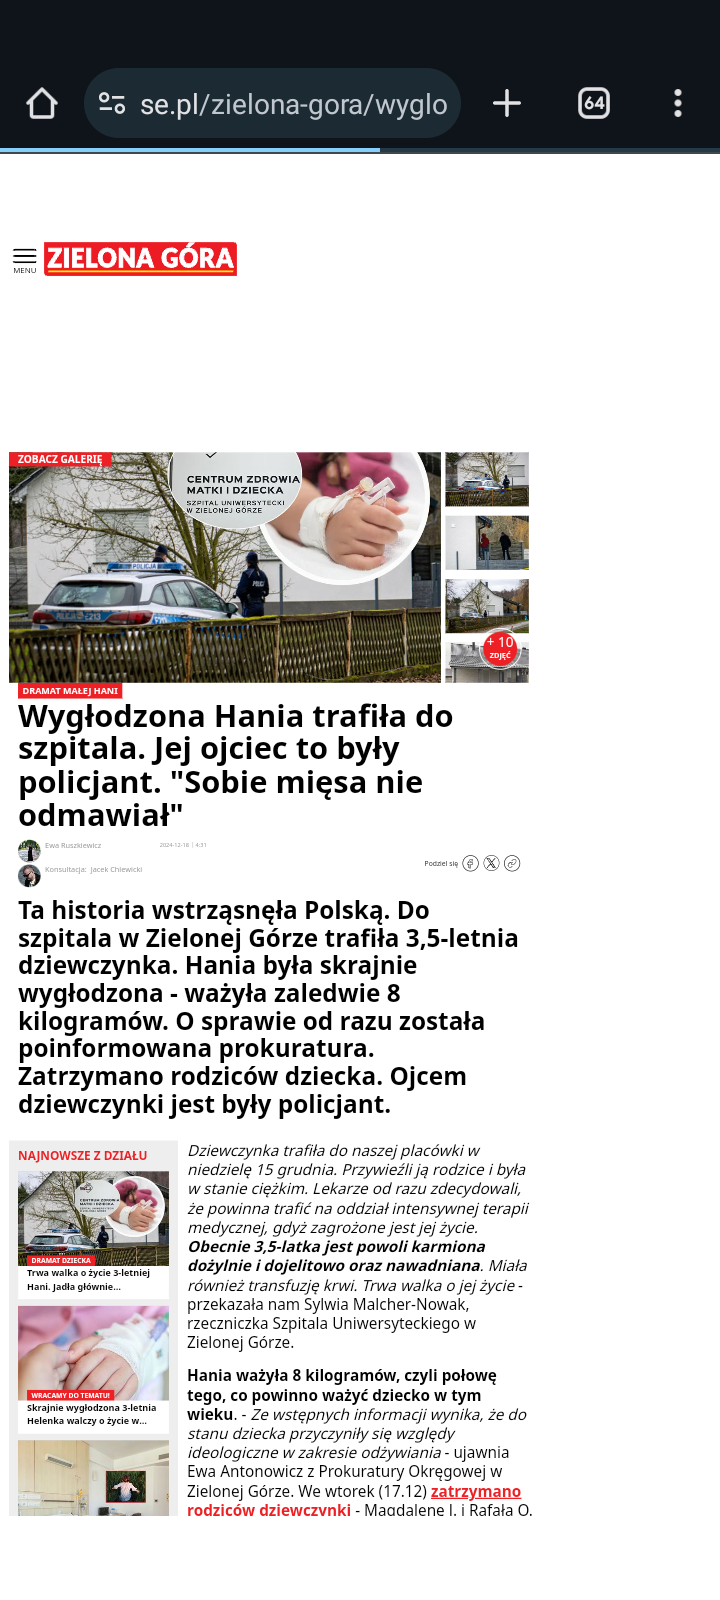 se.pl/zielona-gora/wyglo
64
MENU
ZIELONA GÓRA
ZOBACZ GALERIĘ
CENTRUM ZDROWIA
MATKI I DZIECKA
SZPITAL UNIWERSYTECKI
W ZIELONEJ GÓRZE
POLICJA
+ 10
ZDJĘĆ
DRAMAT MAŁEJ HANI
Wygłodzona Hania trafiła do
szpitala. Jej ojciec to były
policjant. "Sobie mięsa nie
odmawiał"
Ewa Ruszkiewicz
2024-12-18 | 4:31
Konsultacja: Jacek Chlewicki
Podziel się
Ta historia wstrząsnęła Polską. Do
szpitala w Zielonej Górze trafiła 3,5-letnia
dziewczynka. Hania była skrajnie
wygłodzona - ważyła zaledwie 8
kilogramów. O sprawie od razu została
poinformowana prokuratura.
Zatrzymano rodziców dziecka. Ojcem
dziewczynki jest były policjant.
NAJNOWSZE Z DZIAŁU
CENTRUM ZDROWIA
MATKI I DZIECKA
DRAMAT DZIECKA
Trwa walka o życie 3-letniej
Hani. Jadła głównie...
WRACAMY DO TEMATU!
Skrajnie wygłodzona 3-letnia
Helenka walczy o życie w...
Dziewczynka trafiła do naszej placówki w
niedzielę 15 grudnia. Przywieźli ją rodzice i była
w stanie ciężkim. Lekarze od razu zdecydowali,
że powinna trafić na oddział intensywnej terapii
medycznej, gdyż zagrożone jest jej życie.
Obecnie 3,5-latka jest powoli karmiona
dożylnie i dojelitowo oraz nawadniana. Miała
również transfuzję krwi. Trwa walka o jej życie -
przekazała nam Sylwia Malcher-Nowak,
rzeczniczka Szpitala Uniwersyteckiego w
Zielonej Górze.
Hania ważyła 8 kilogramów, czyli połowę
tego, co powinno ważyć dziecko w tym
wieku. - Ze wstępnych informacji wynika, że do
stanu dziecka przyczyniły się względy
ideologiczne w zakresie odżywiania - ujawnia
Ewa Antonowicz z Prokuratury Okręgowej w
Zielonej Górze. We wtorek (17.12) zatrzymano
rodziców dziewczynki - Magdalenę J. i Rafała O.